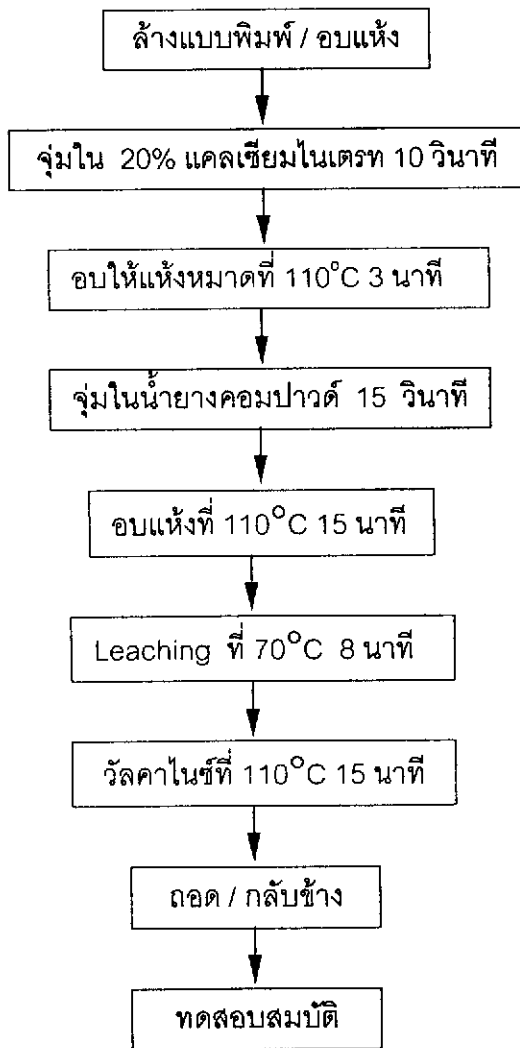 ล้างแบบพิมพ์ / อบแห้ง
จุ่มใน 20% แคลเซียมไนเตรท 10 วินาที
อบให้แห้งหมาดที่ 110°C 3 นาที
จุ่มในน้ำยางคอมปาวด์ 15 วินาที
อบแห้งที่ 110°C 15 นาที
Leaching ที่ 70°C 8 นาที
วัลคาไนซ์ที่ 110°C 15 นาที
ถอด / กลับข้าง
ทดสอบสมบัติ